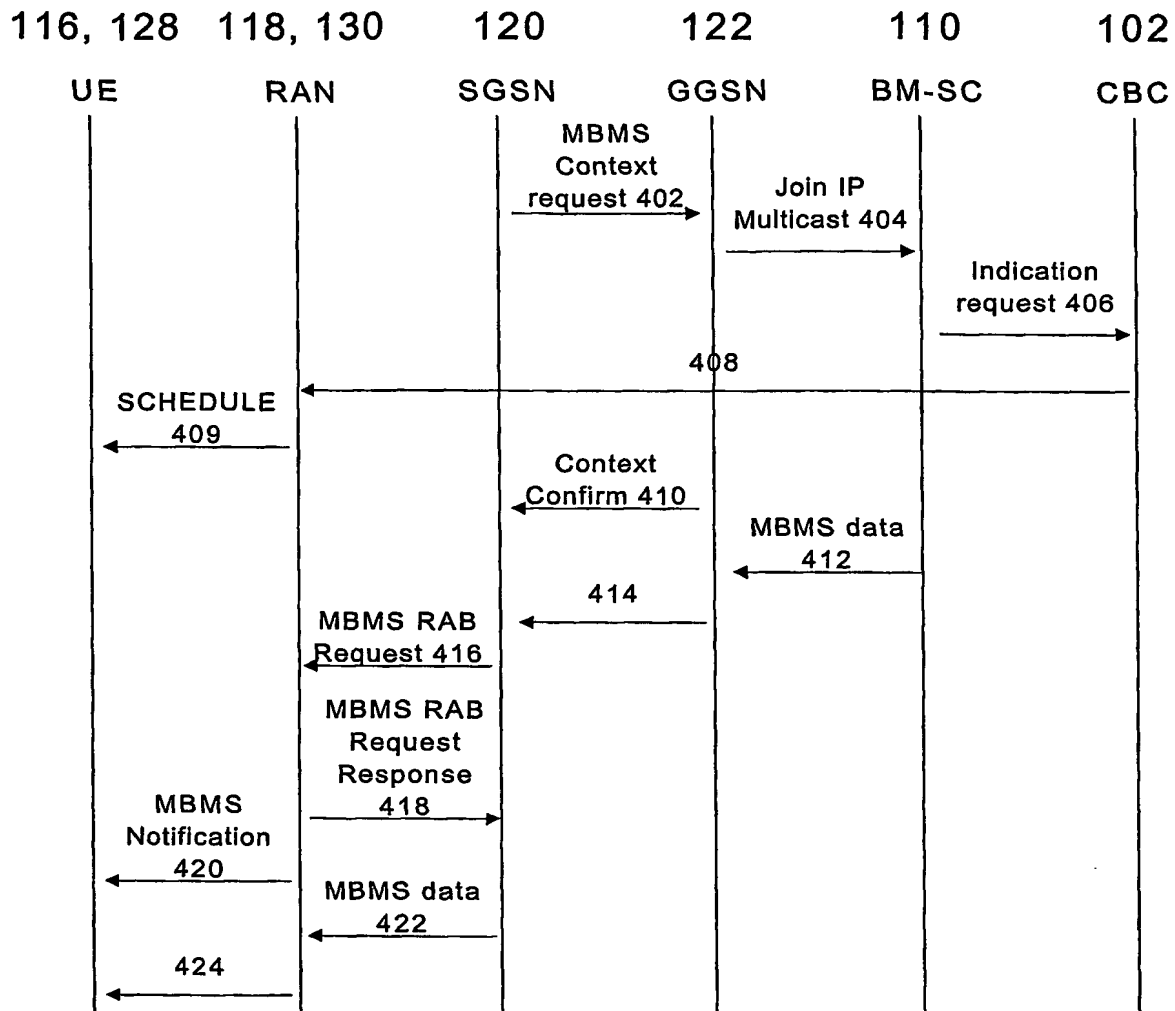 116, 128 118, 130 120 122 110 102
UE RAN SGSN GGSN BM-SC CBC
MBMS
Context
request 402
Join IP
Multicast 404
Indication
request 406
408
SCHEDULE
409
Context
Confirm 410
MBMS data
412
414
MBMS RAB
Request 416
MBMS RAB
Request
Response
418
MBMS
Notification
420
MBMS data
422
424